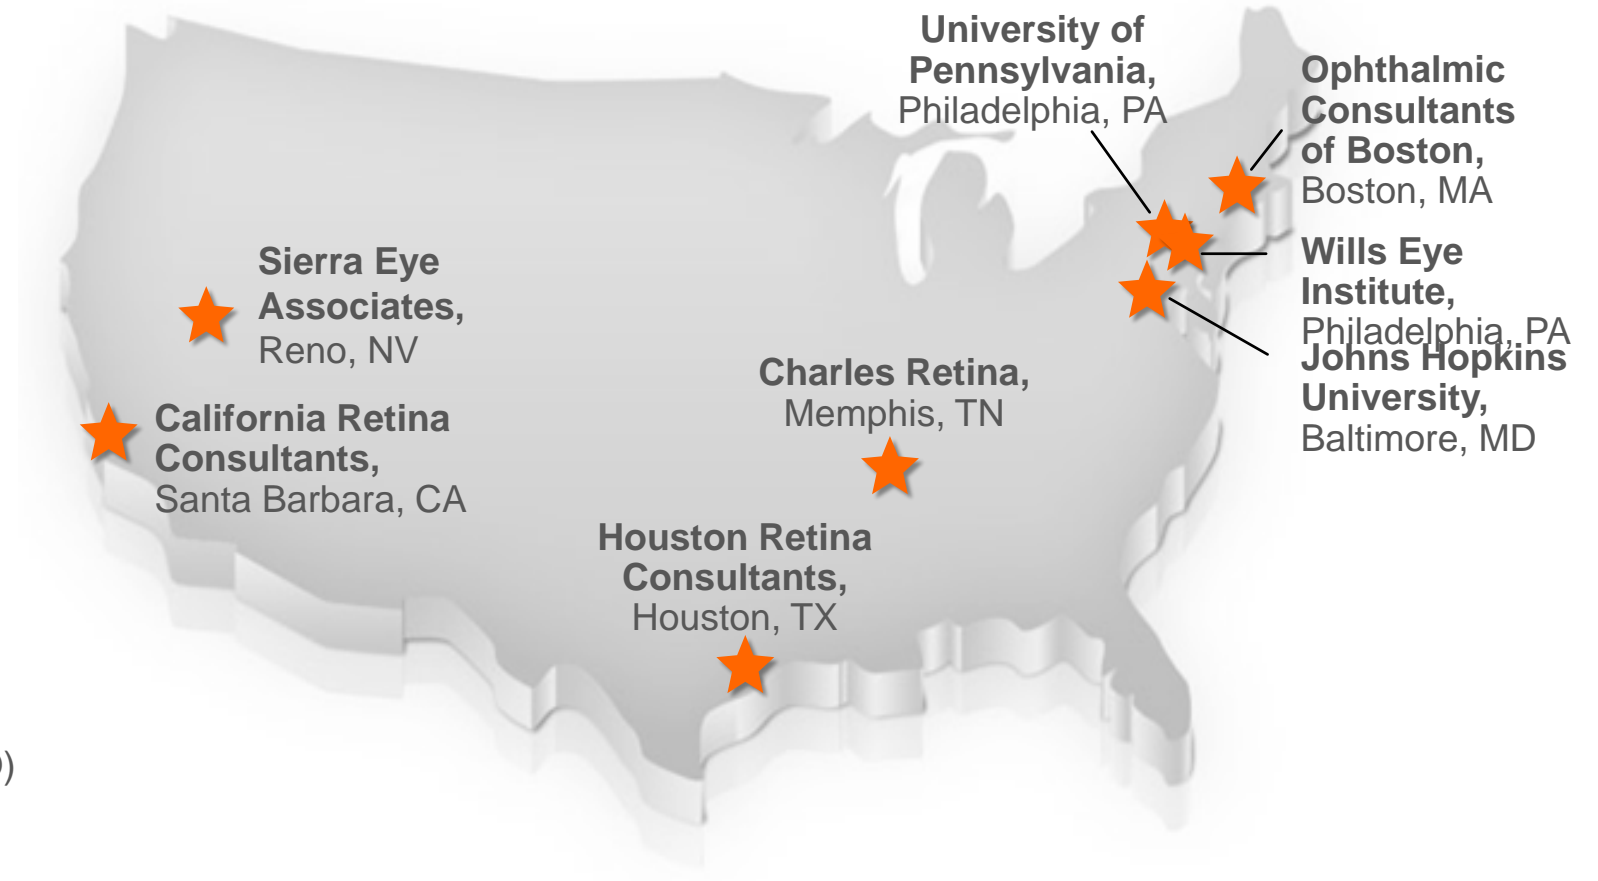 University of
Pennsylvania,
Philadelphia, PA
Ophthalmic
Consultants
of Boston,
Boston, MA
Wills Eye
Institute,
Philadelphia, PA
Johns Hopkins
University,
Baltimore, MD
Sierra Eye
Associates,
Reno, NV
Charles Retina,
Memphis, TN
California Retina
Consultants,
Santa Barbara, CA
Houston Retina
Consultants,
Houston, TX
)